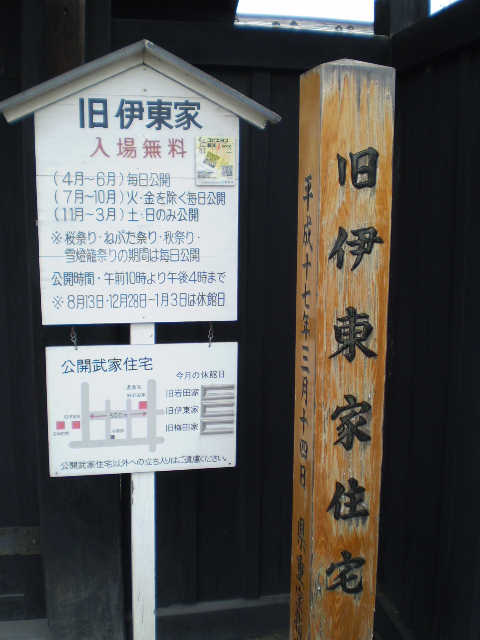 旧伊東家
入場無料
(4月～6月)毎日公開
(7月～10月)火・金を除く毎日公開
(11月～3月)土・日のみ公開
※桜祭り・ねぷた祭り・秋祭り・
雪燈籠祭りの期間は毎日公開
公開時間・午前10時より午後4時まで
※8月13日・12月28日～1月3日は休館日
公開武家住宅
今月の休館日
旧岩田家
旧伊東家
旧梅田家
500m
公開武家住宅以外への立ち入りはご遠慮ください。
旧伊東家住宅
平成十七年三月十四日